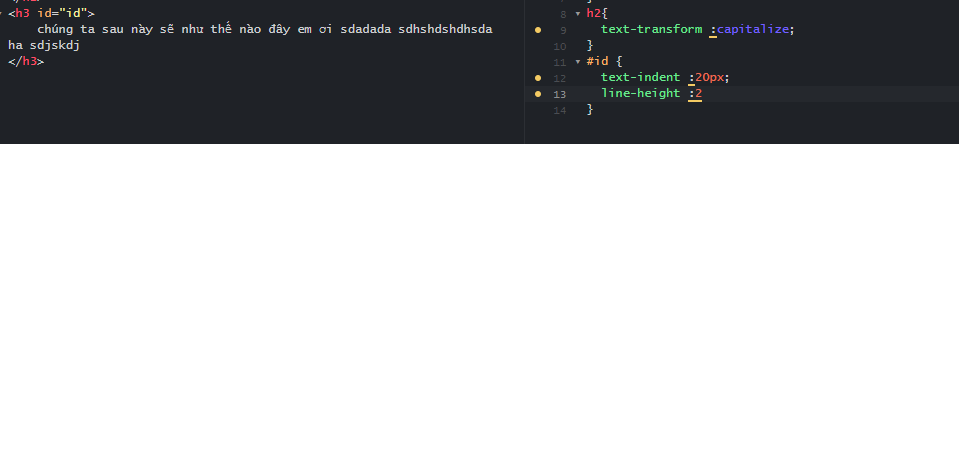 <h3 id="id">
chúng ta sau này sẽ như thế nào đây em ơi sdadada sdhshdshdhsda
ha sdjskdj
</h3>
8 h2{
9 text-transform :capitalize;
10 }
11 #id {
12 text-indent :20px;
13 line-height :2
14 }